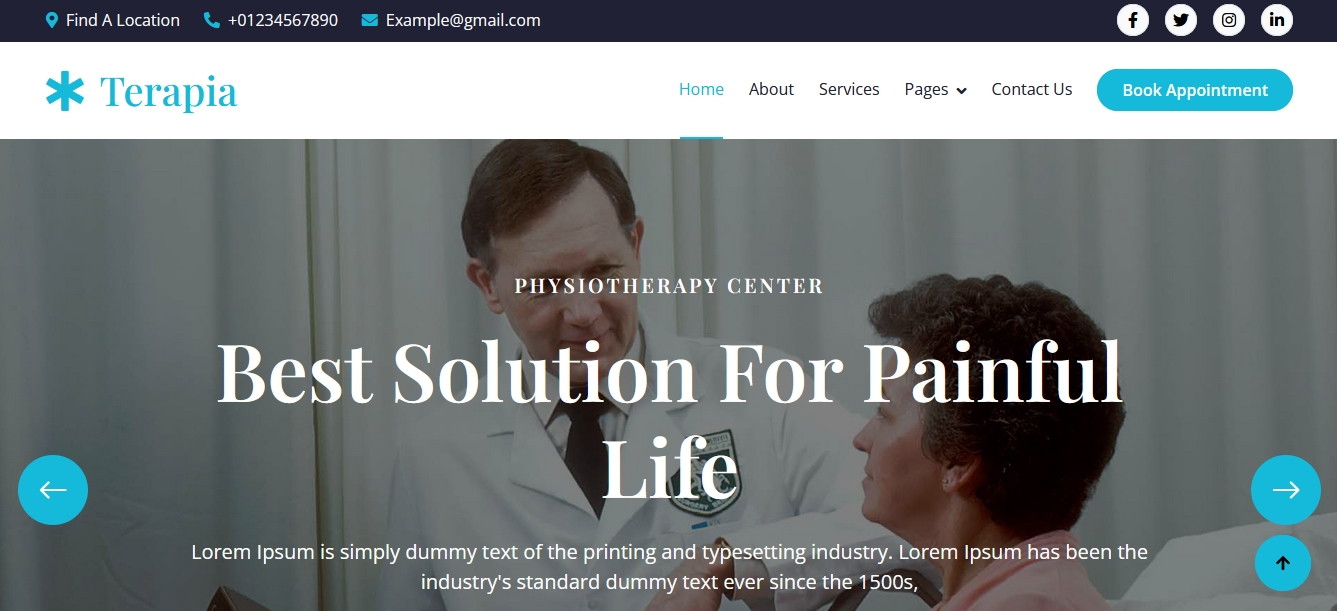 Find A Location +01234567890 Example@gmail.com
Terapia
Home About Services Pages Contact Us Book Appointment
PHYSIOTHERAPY CENTER
Best Solution For Painful
Life
Lorem Ipsum is simply dummy text of the printing and typesetting industry. Lorem Ipsum has been the
industry's standard dummy text ever since the 1500s,